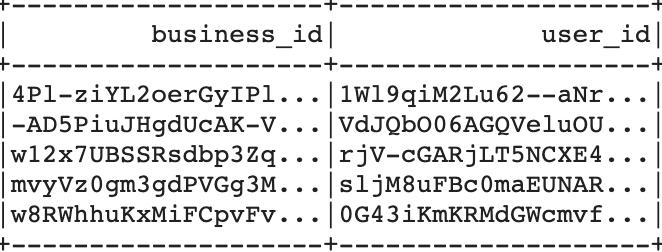 +--------------------+--------------------+
|         business_id|             user_id|
+--------------------+--------------------+
|4Pl-ziYL2oerGyIPl...|1Wl9qiM2Lu62--aNr...|
|-AD5PiuJHgdUcAK-V...|VdJQbO06AGQVeluOU...|
|w12x7UBSSRsdbp3Zq...|rjV-cGARjLT5NCXE4...|
|mvyVz0gm3gdPVGg3M...|sljM8uFBc0maEUNAR...|
|w8RWhhuKxMiFCpvFv...|0G43iKmKRMdGWcmvf...|
+--------------------+--------------------+